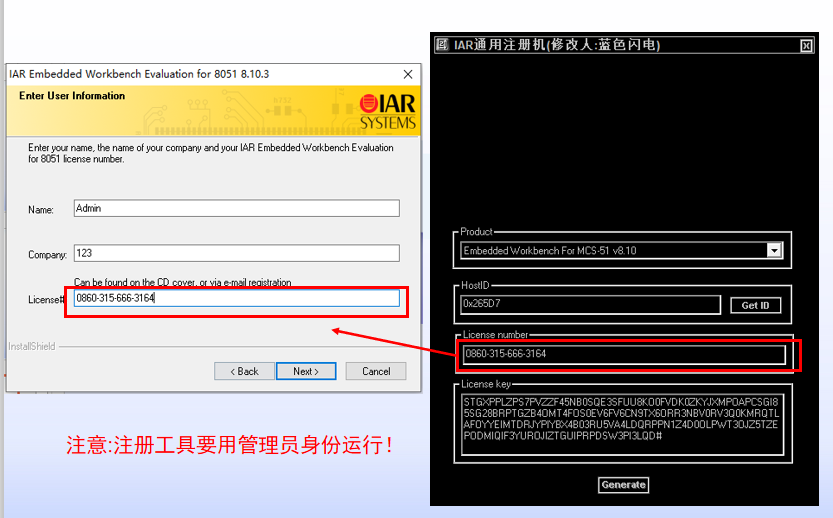 IAR Embedded Workbench Evaluation for 8051 8.10.3
Enter User Information
IAR
SYSTEMS
Enter your name, the name of your company and your IAR Embedded Workbench Evaluation
for 8051 license number.
Name: Admin
Company: 123
Can be found on the CD cover, or via e-mail registration
License# 0860-315-666-3164
InstallShield
< Back Next > Cancel
注意:注册工具要用管理员身份运行！
IAR通用注册机(修改人:蓝色闪电)
Product
Embedded Workbench For MCS-51 v8.10
HostID
0x265D7 Get ID
License number
0860-315-666-3164
License key
Generate